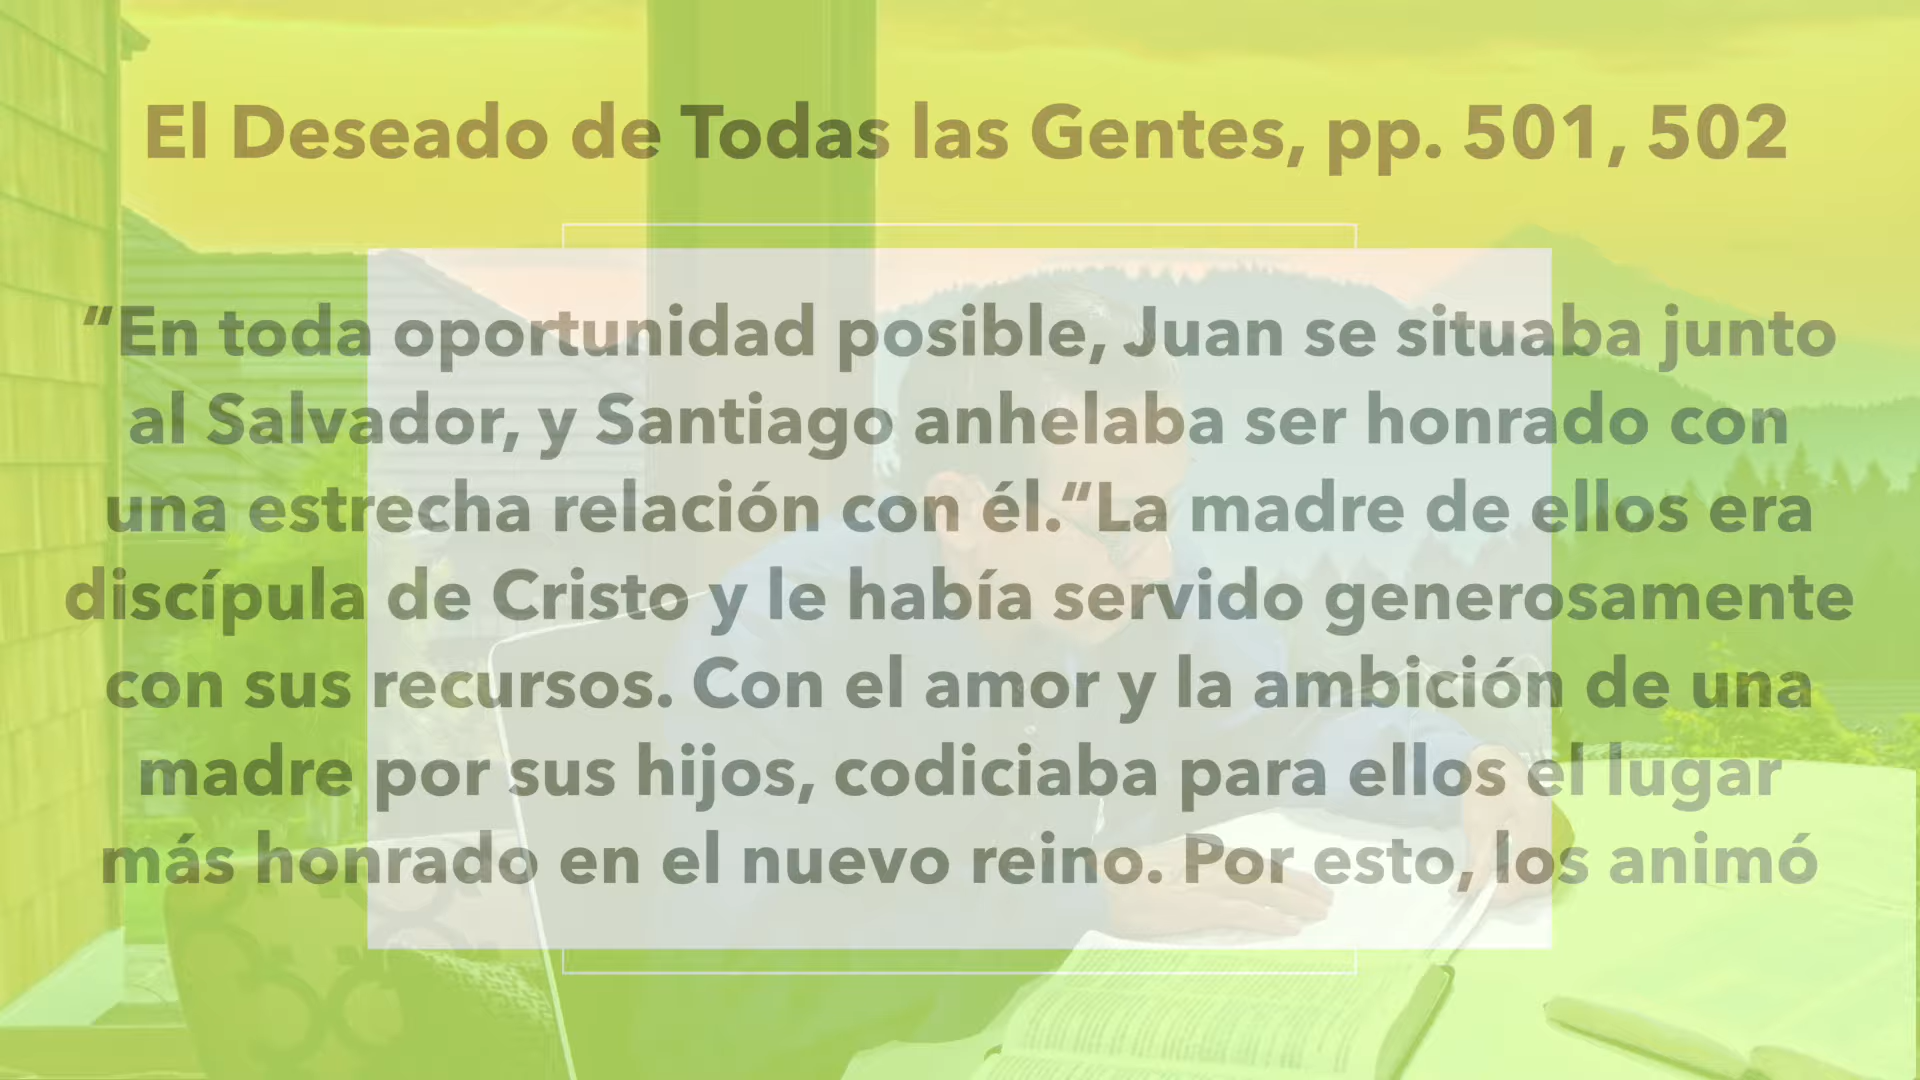 El Deseado de Todas las Gentes, pp. 501, 502
“En toda oportunidad posible, Juan se situaba junto
al Salvador, y Santiago anhelaba ser honrado con
una estrecha relación con él.“La madre de ellos era
discípula de Cristo y le había servido generosamente
con sus recursos. Con el amor y la ambición de una
madre por sus hijos, codiciaba para ellos el lugar
más honrado en el nuevo reino. Por esto, los animó